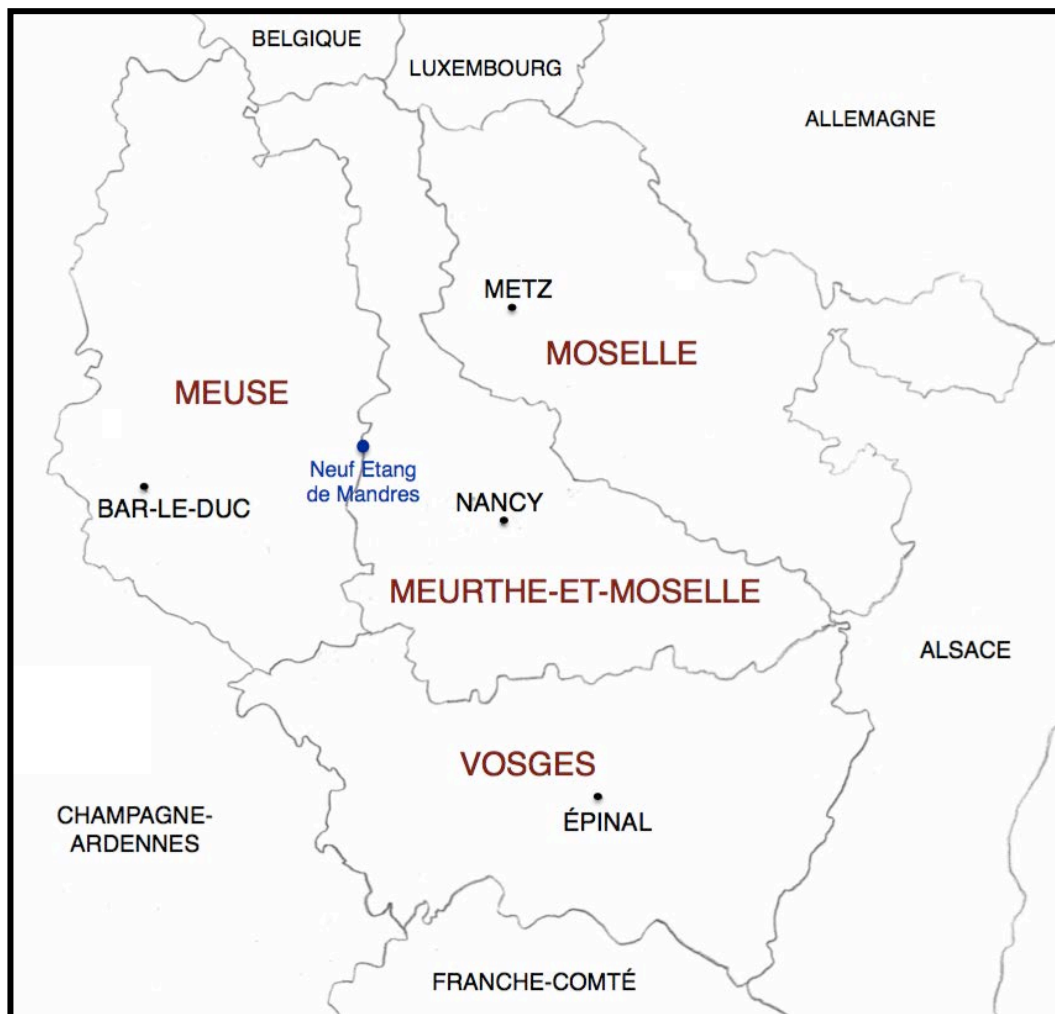 BELGIQUE
LUXEMBOURG
ALLEMAGNE
METZ
MOSELLE
MEUSE
Neuf Etang
de Mandres
BAR-LE-DUC
NANCY
MEURTHE-ET-MOSELLE
ALSACE
VOSGES
CHAMPAGNE-
ARDENNES
ÉPINAL
FRANCHE-COMTÉ